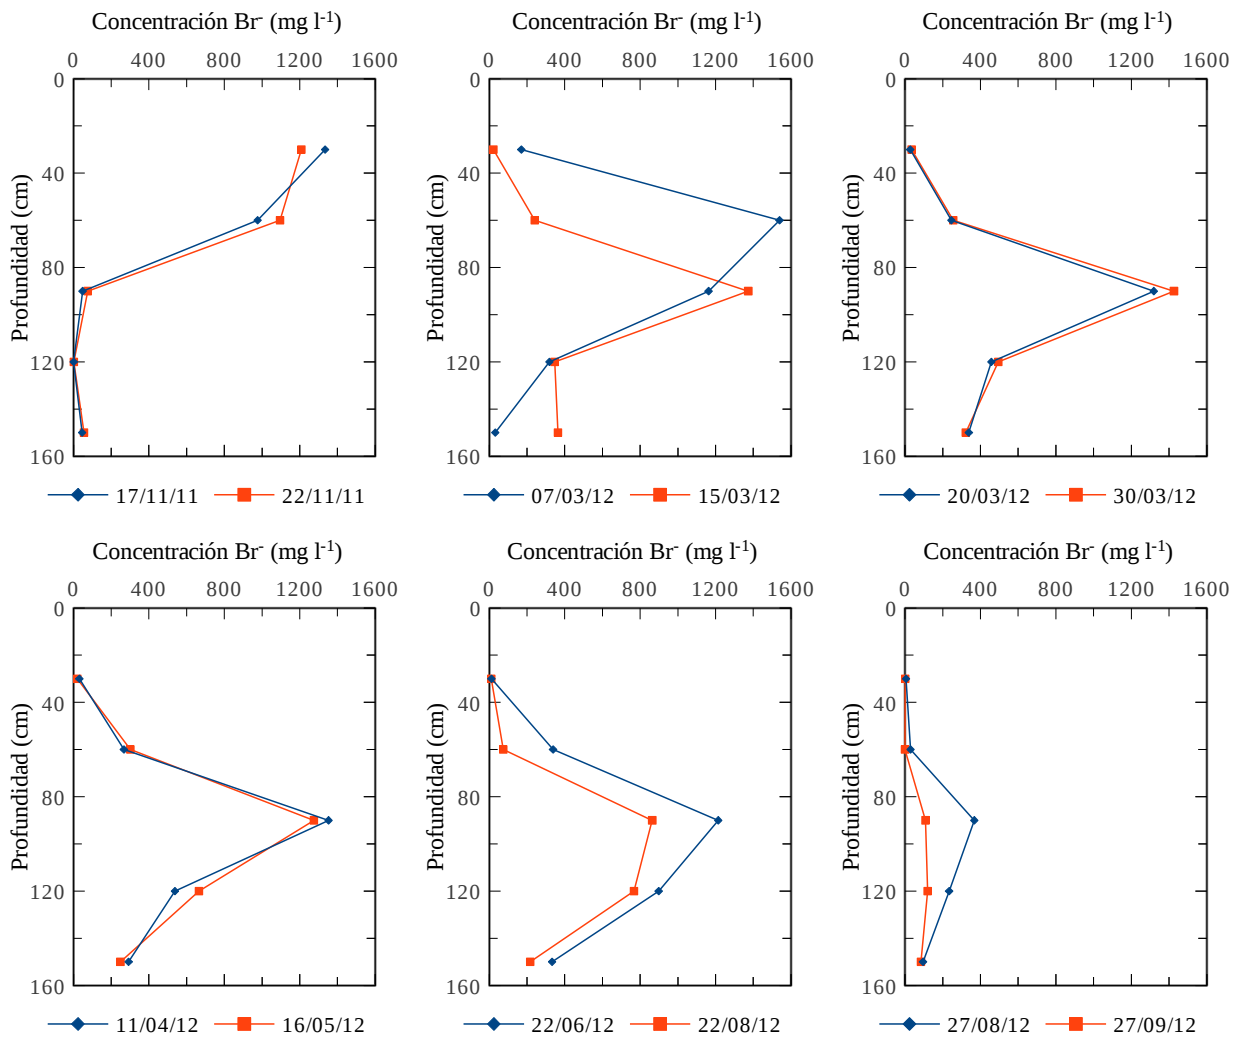 Concentración Br⁻ (mg l⁻¹) Concentración Br⁻ (mg l⁻¹) Concentración Br⁻ (mg l⁻¹)
0 400 800 1200 1600 0 400 800 1200 1600 0 400 800 1200 1600
0 0 0
40 40 40
Profundidad (cm) Profundidad (cm) Profundidad (cm)
80 80 80
120 120 120
160 160 160
17/11/11 22/11/11 07/03/12 15/03/12 20/03/12 30/03/12
Concentración Br⁻ (mg l⁻¹) Concentración Br⁻ (mg l⁻¹) Concentración Br⁻ (mg l⁻¹)
0 400 800 1200 1600 0 400 800 1200 1600 0 400 800 1200 1600
0 0 0
40 40 40
Profundidad (cm) Profundidad (cm) Profundidad (cm)
80 80 80
120 120 120
160 160 160
11/04/12 16/05/12 22/06/12 22/08/12 27/08/12 27/09/12